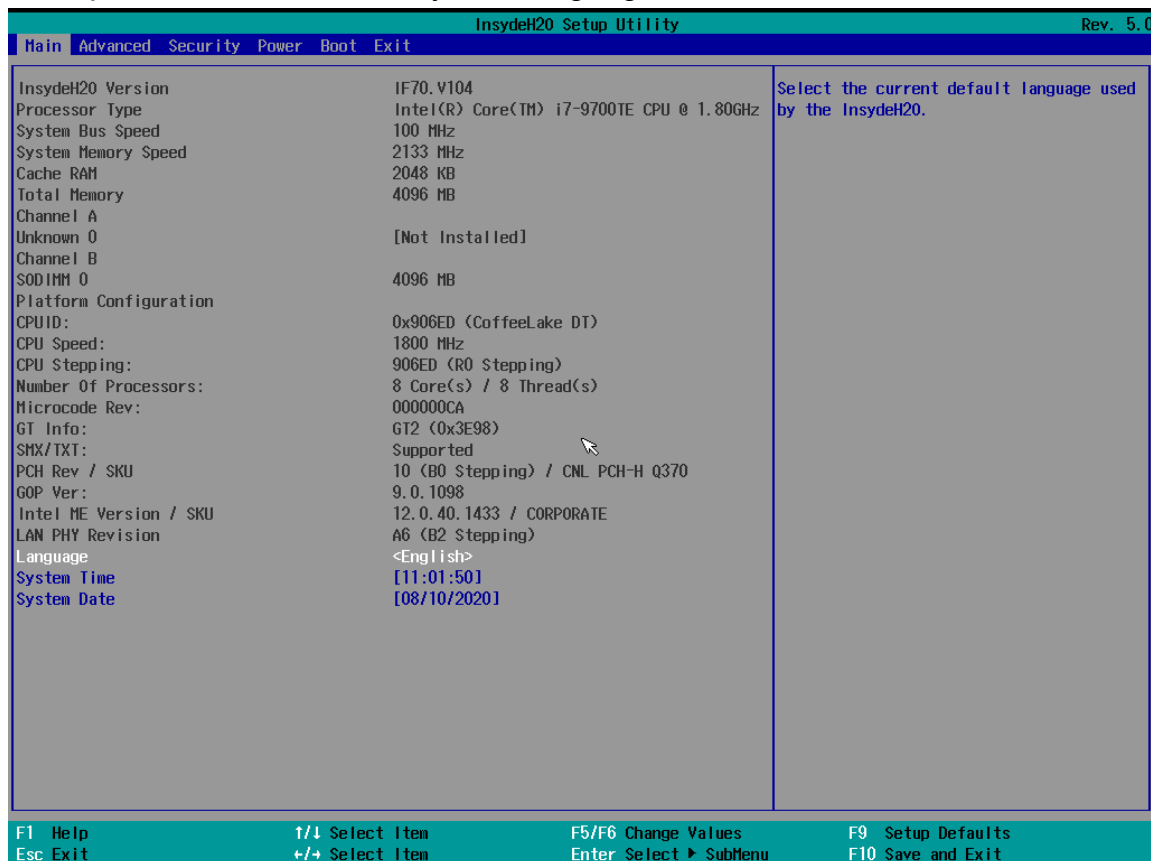 InsydeH20 Setup Utility Rev. 5.0
Main Advanced Security Power Boot Exit
InsydeH20 Version IF70.V104
Processor Type Intel(R) Core(TM) i7-9700TE CPU @ 1.80GHz
System Bus Speed 100 MHz
System Memory Speed 2133 MHz
Cache RAM 2048 KB
Total Memory 4096 MB
Channel A
Unknown 0 [Not Installed]
Channel B
SODIMM 0 4096 MB
Platform Configuration
CPUID: 0x906ED (CoffeeLake DT)
CPU Speed: 1800 MHz
CPU Stepping: 906ED (R0 Stepping)
Number Of Processors: 8 Core(s) / 8 Thread(s)
Microcode Rev: 000000CA
GT Info: GT2 (0x3E98)
SMX/TXT: Supported
PCH Rev / SKU 10 (B0 Stepping) / CNL PCH-H Q370
GOP Ver: 9.0.1098
Intel ME Version / SKU 12.0.40.1433 / CORPORATE
LAN PHY Revision A6 (B2 Stepping)
Language <English>
System Time [11:01:50]
System Date [08/10/2020]
Select the current default language used
by the InsydeH20.
F1 Help ↑/↓ Select Item F5/F6 Change Values F9 Setup Defaults
Esc Exit ←/→ Select Item Enter Select ► SubMenu F10 Save and Exit